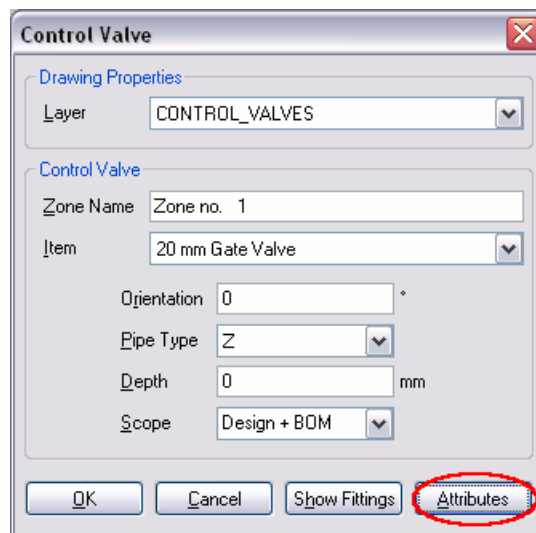 Control Valve
Drawing Properties
Layer CONTROL_VALVES
Control Valve
Zone Name Zone no. 1
Item 20 mm Gate Valve
Orientation 0 °
Pipe Type Z
Depth 0 mm
Scope Design + BOM
OK Cancel Show Fittings Attributes